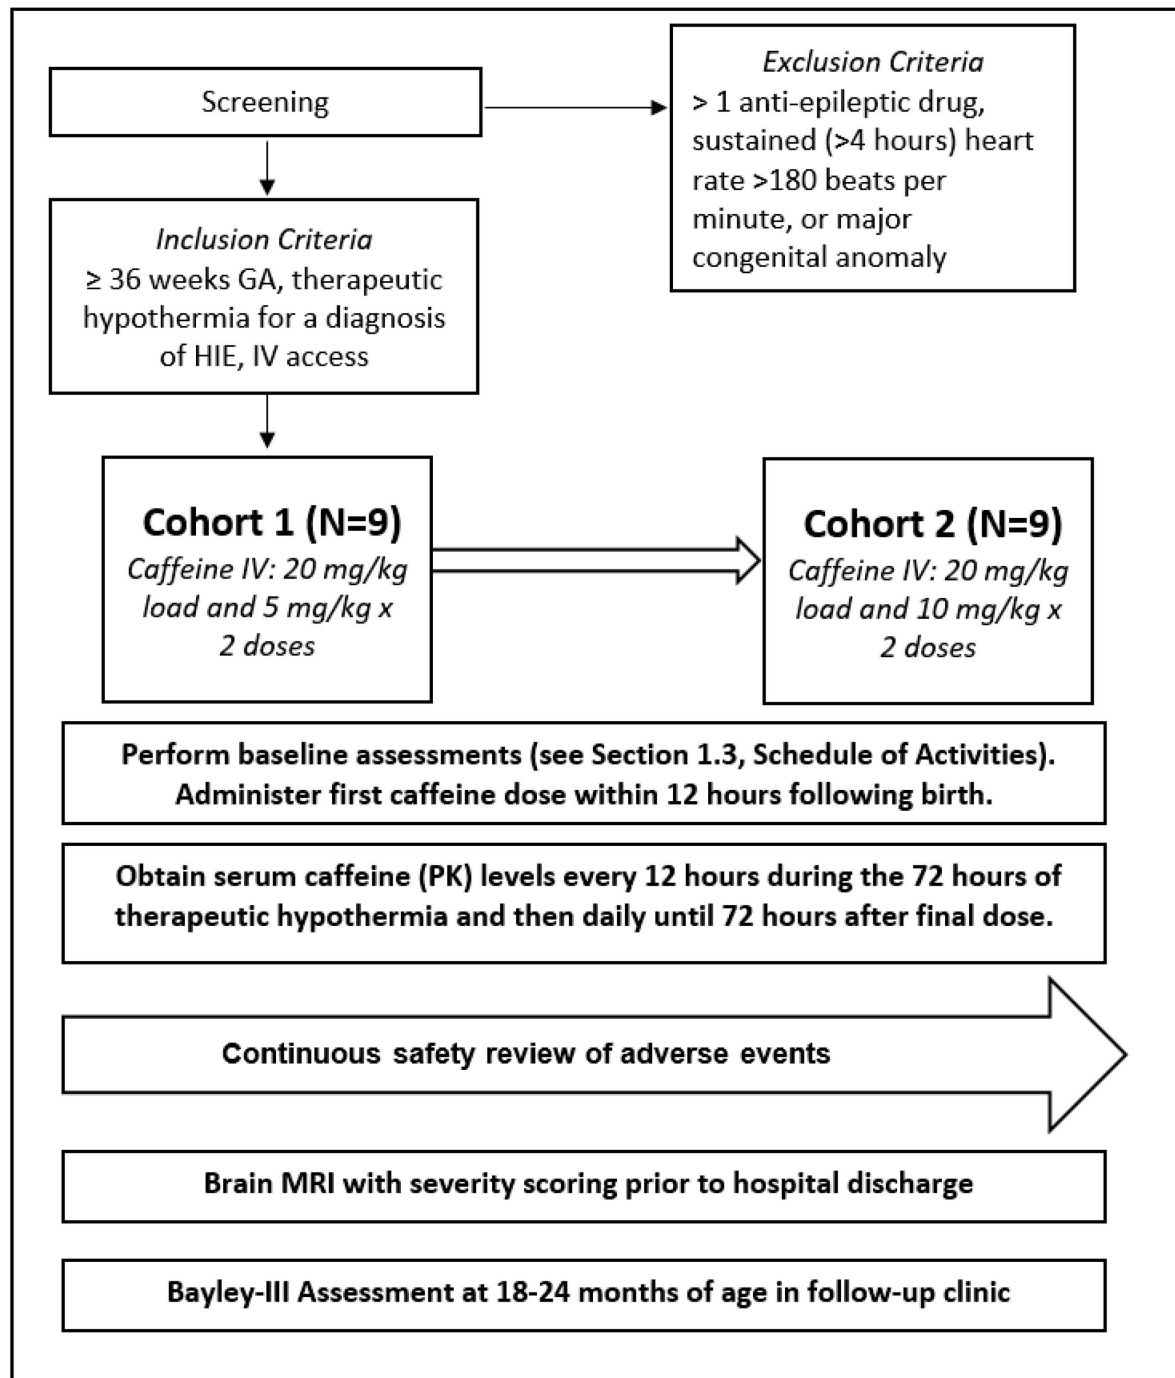 Screening
Exclusion Criteria
> 1 anti-epileptic drug,
sustained (>4 hours) heart
rate >180 beats per
minute, or major
congenital anomaly
Inclusion Criteria
≥ 36 weeks GA, therapeutic
hypothermia for a diagnosis
of HIE, IV access
Cohort 1 (N=9)
Caffeine IV: 20 mg/kg
load and 5 mg/kg x
2 doses
Cohort 2 (N=9)
Caffeine IV: 20 mg/kg
load and 10 mg/kg x
2 doses
Perform baseline assessments (see Section 1.3, Schedule of Activities).
Administer first caffeine dose within 12 hours following birth.
Obtain serum caffeine (PK) levels every 12 hours during the 72 hours of
therapeutic hypothermia and then daily until 72 hours after final dose.
Continuous safety review of adverse events
Brain MRI with severity scoring prior to hospital discharge
Bayley-III Assessment at 18-24 months of age in follow-up clinic